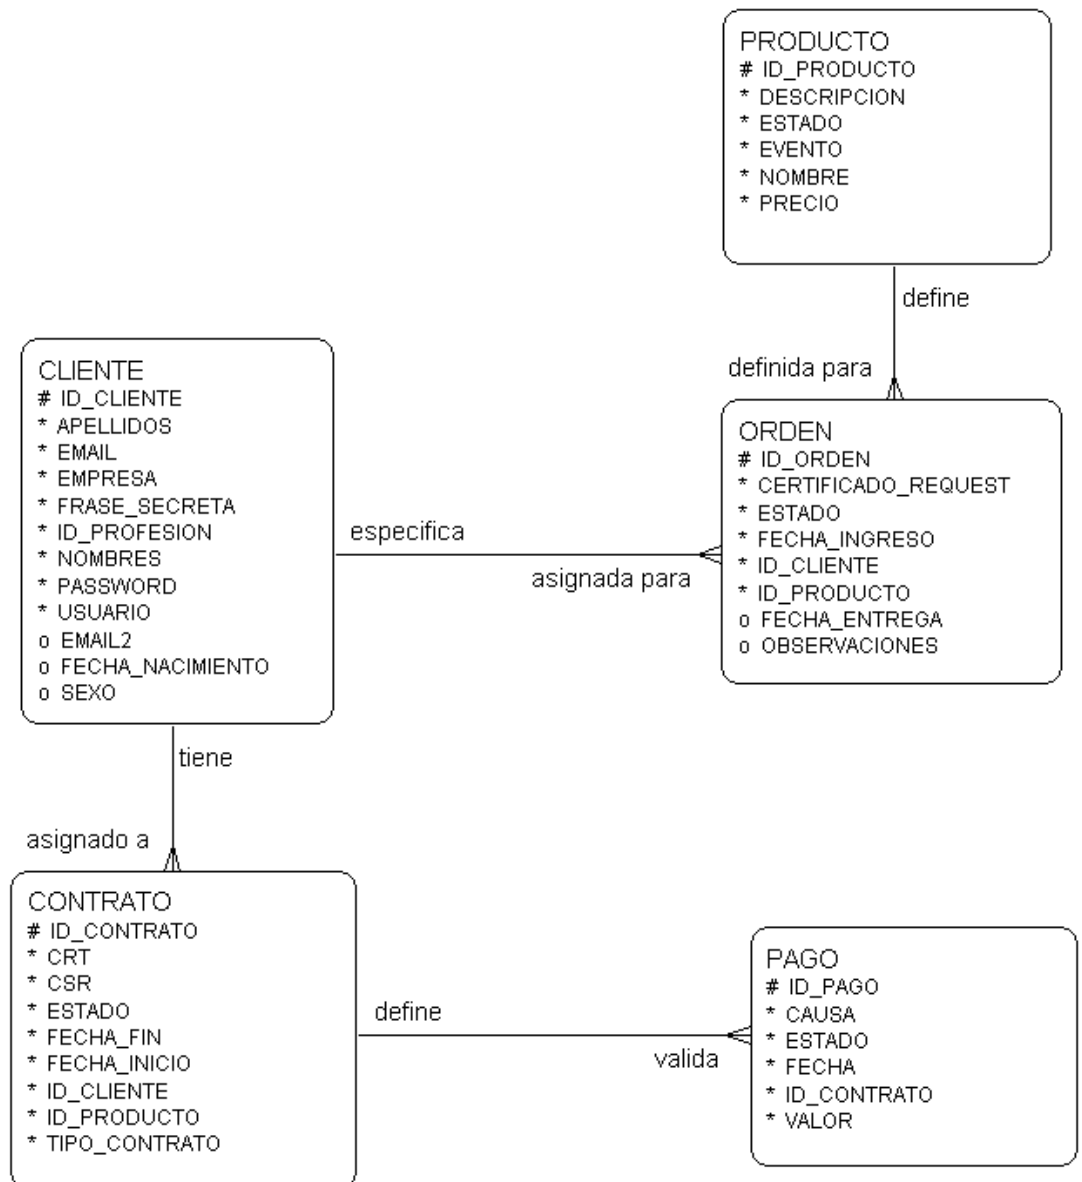 PRODUCTO
# ID_PRODUCTO
* DESCRIPCION
* ESTADO
* EVENTO
* NOMBRE
* PRECIO
define
definida para
CLIENTE
# ID_CLIENTE
* APELLIDOS
* EMAIL
* EMPRESA
* FRASE_SECRETA
* ID_PROFESION
* NOMBRES
* PASSWORD
* USUARIO
o EMAIL2
o FECHA_NACIMIENTO
o SEXO
especifica
asignada para
ORDEN
# ID_ORDEN
* CERTIFICADO_REQUEST
* ESTADO
* FECHA_INGRESO
* ID_CLIENTE
* ID_PRODUCTO
o FECHA_ENTREGA
o OBSERVACIONES
tiene
asignado a
CONTRATO
# ID_CONTRATO
* CRT
* CSR
* ESTADO
* FECHA_FIN
* FECHA_INICIO
* ID_CLIENTE
* ID_PRODUCTO
* TIPO_CONTRATO
define
valida
PAGO
# ID_PAGO
* CAUSA
* ESTADO
* FECHA
* ID_CONTRATO
* VALOR